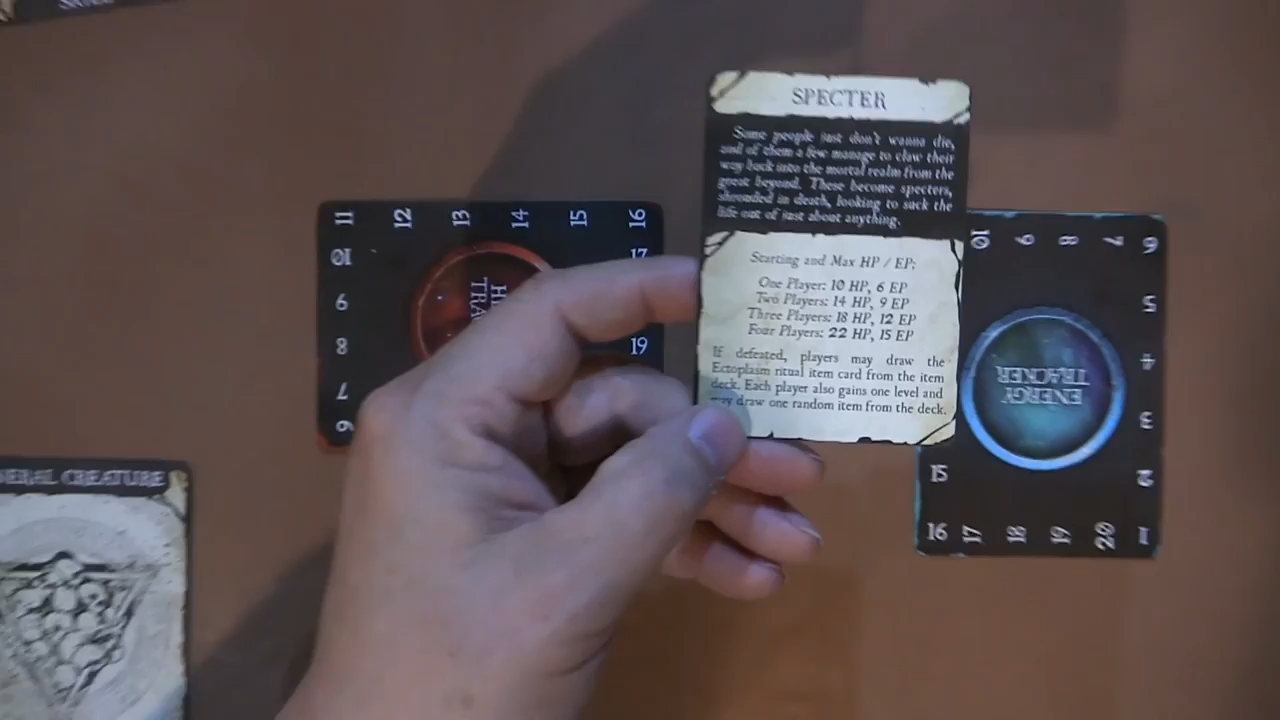 SPECTER
Some people just don't wanna die,
and of them a few manage to claw their
way back into the mortal realm from the
great beyond. These become specters,
shrouded in death, looking to suck the
life out of just about anything.
Starting and Max HP / EP:
One Player: 10 HP, 6 EP
Two Players: 14 HP, 9 EP
Three Players: 18 HP, 12 EP
Four Players: 22 HP, 15 EP
If defeated, players may draw the
Ectoplasm ritual item card from the item
deck. Each player also gains one level and
may draw one random item from the deck.
11 12 13 14 15 16
10 17
9
8 19
7
6
H
TRA
10 9 8 7 6
5
4
ENERGY
TRACKER
3
15 2
16 17 18 19 20 1
NERAL CREATURE